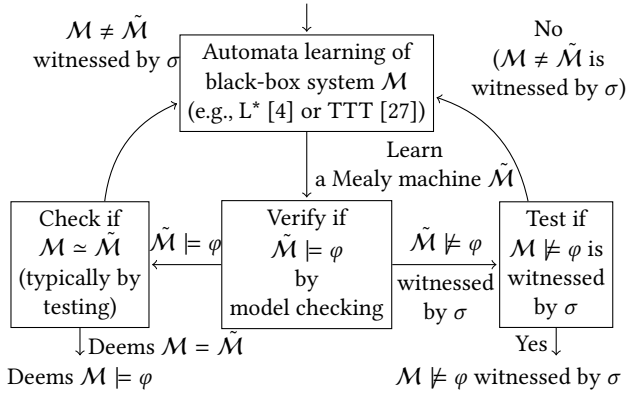 M ≠ M̃
witnessed by σ
Automata learning of
black-box system M
(e.g., L* [4] or TTT [27])
No
(M ≠ M̃ is
witnessed by σ)
Learn
a Mealy machine M̃
Check if
M ≃ M̃
(typically by
testing)
M̃ ⊨ φ
Verify if
M̃ ⊨ φ
by
model checking
M̃ ⊭ φ
witnessed
by σ
Test if
M ⊭ φ is
witnessed
by σ
Deems M = M̃
Deems M ⊨ φ
Yes
M ⊭ φ witnessed by σ